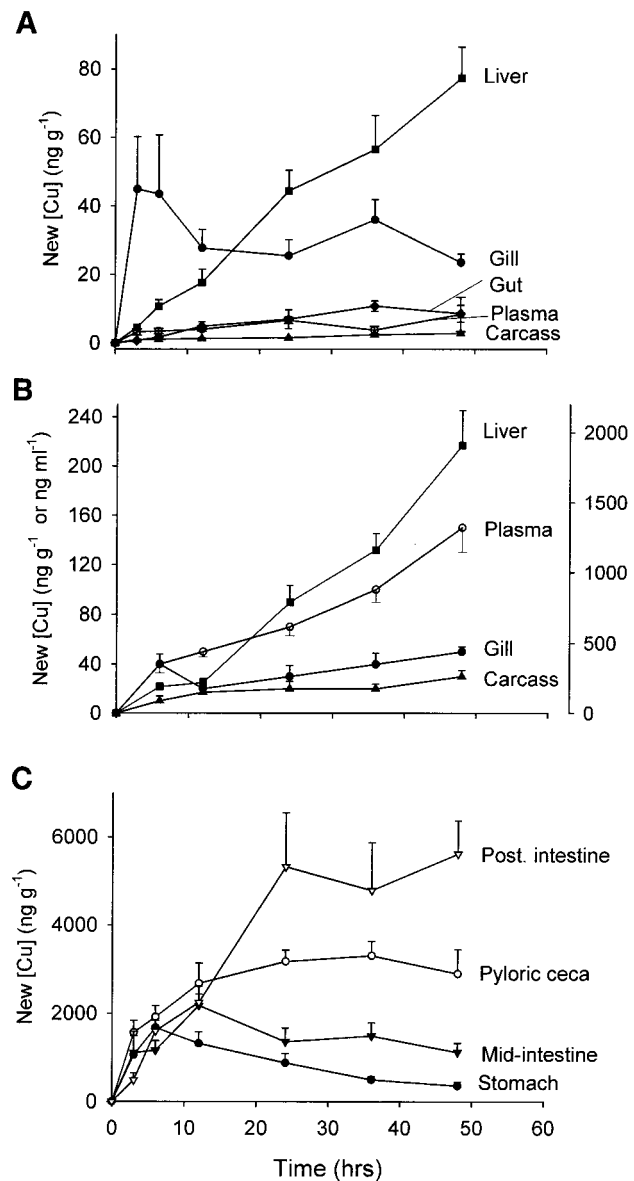 A
New [Cu] (ng g⁻¹)
80
60
40
20
0
Liver
Gill
Gut
Plasma
Carcass
B
New [Cu] (ng g⁻¹ or ng ml⁻¹)
240
200
160
120
80
40
0
Liver
Plasma
Gill
Carcass
2000
1500
1000
500
0
C
New [Cu] (ng g⁻¹)
6000
4000
2000
0
Post. intestine
Pyloric ceca
Mid-intestine
Stomach
0 10 20 30 40 50 60
Time (hrs)